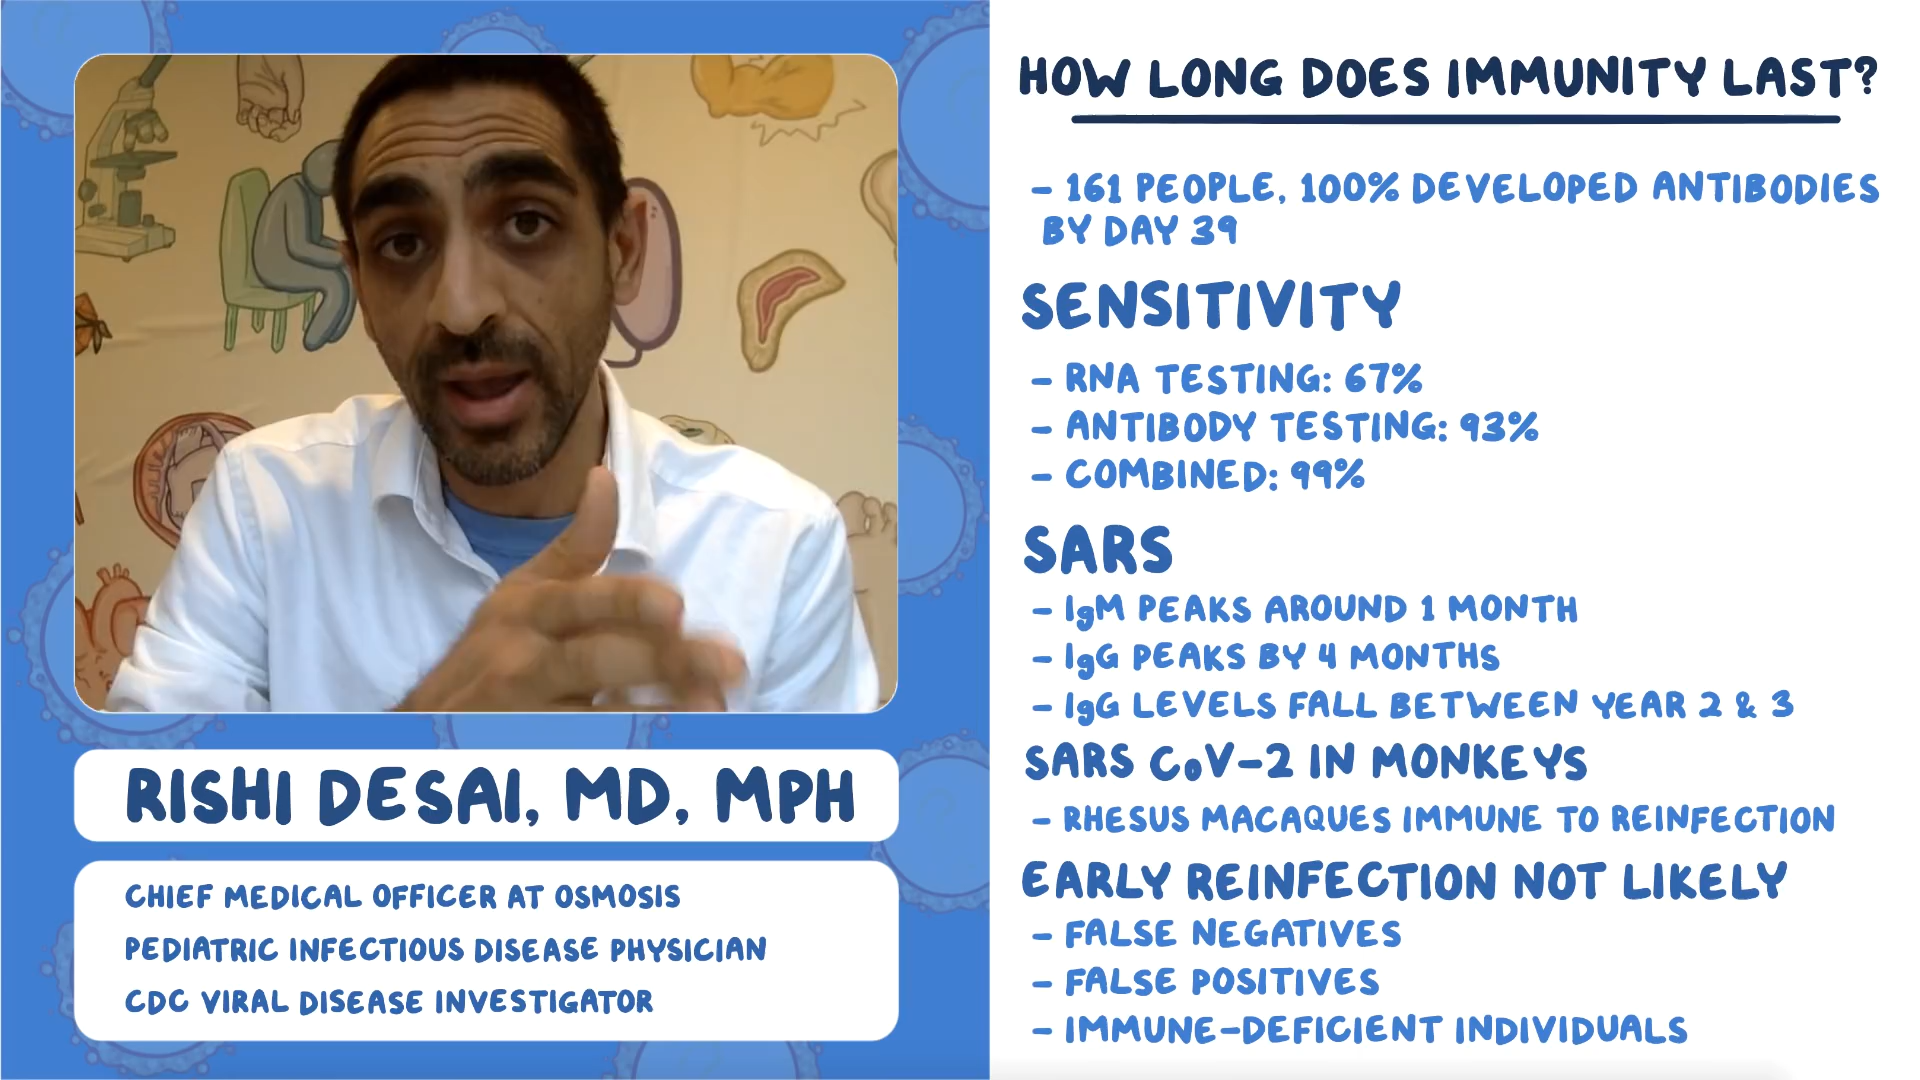 RISHI DESAI, MD, MPH
CHIEF MEDICAL OFFICER AT OSMOSIS
PEDIATRIC INFECTIOUS DISEASE PHYSICIAN
CDC VIRAL DISEASE INVESTIGATOR
HOW LONG DOES IMMUNITY LAST?
- 161 PEOPLE, 100% DEVELOPED ANTIBODIES
BY DAY 39
SENSITIVITY
- RNA TESTING: 67%
- ANTIBODY TESTING: 93%
- COMBINED: 99%
SARS
- IgM PEAKS AROUND 1 MONTH
- IgG PEAKS BY 4 MONTHS
- IgG LEVELS FALL BETWEEN YEAR 2 & 3
SARS CoV-2 IN MONKEYS
- RHESUS MACAQUES IMMUNE TO REINFECTION
EARLY REINFECTION NOT LIKELY
- FALSE NEGATIVES
- FALSE POSITIVES
- IMMUNE-DEFICIENT INDIVIDUALS